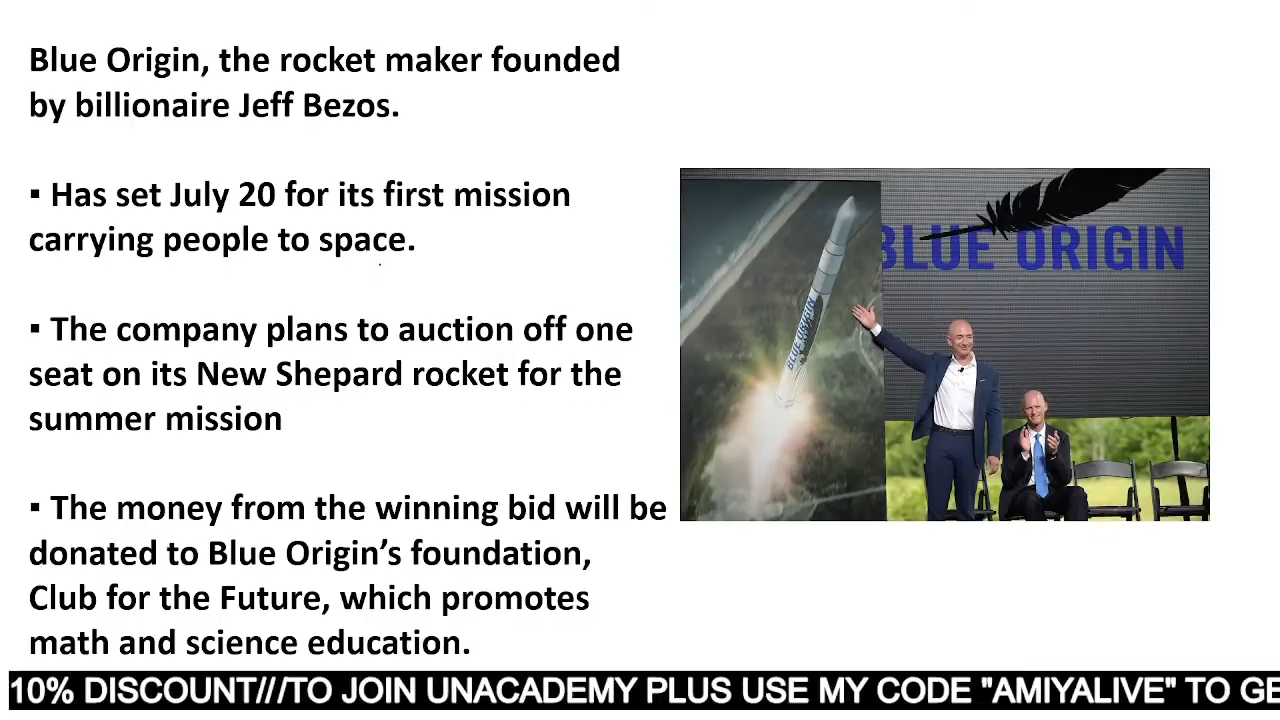 Blue Origin, the rocket maker founded
by billionaire Jeff Bezos.
▪ Has set July 20 for its first mission
carrying people to space.
▪ The company plans to auction off one
seat on its New Shepard rocket for the
summer mission
▪ The money from the winning bid will be
donated to Blue Origin’s foundation,
Club for the Future, which promotes
math and science education.
BLUE ORIGIN
BLUE ORIGIN
10% DISCOUNT///TO JOIN UNACADEMY PLUS USE MY CODE "AMIYALIVE" TO GE